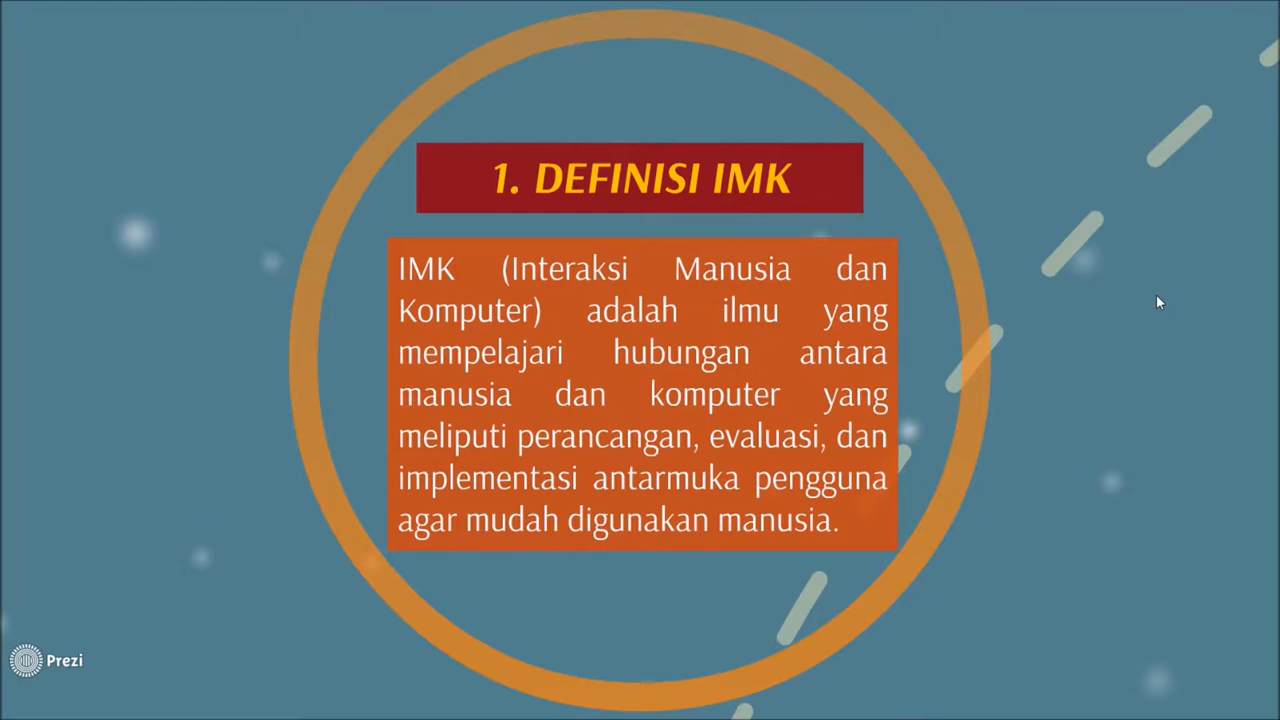 1. DEFINISI IMK
IMK (Interaksi Manusia dan
Komputer) adalah ilmu yang
mempelajari hubungan antara
manusia dan komputer yang
meliputi perancangan, evaluasi, dan
implementasi antarmuka pengguna
agar mudah digunakan manusia.
Prezi